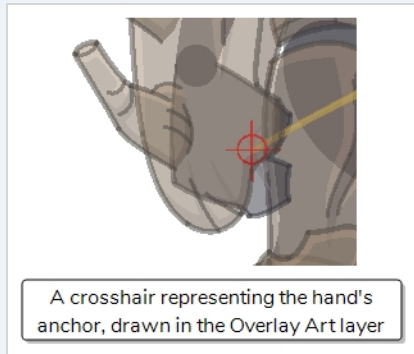 A crosshair representing the hand's
anchor, drawn in the Overlay Art layer